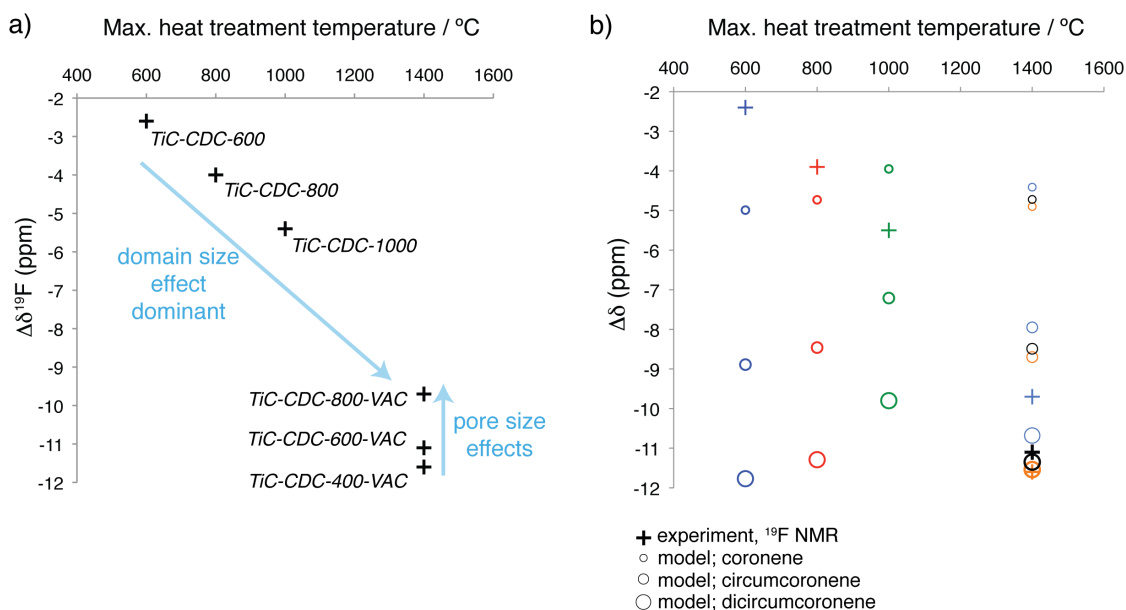 a)
Max. heat treatment temperature / ºC
400 600 800 1000 1200 1400 1600
-2
-3
-4
-5
-6
-7
-8
-9
-10
-11
-12
Δδ¹⁹F (ppm)
TiC-CDC-600
TiC-CDC-800
TiC-CDC-1000
domain size
effect
dominant
TiC-CDC-800-VAC
TiC-CDC-600-VAC
TiC-CDC-400-VAC
pore size
effects
b)
Max. heat treatment temperature / ºC
400 600 800 1000 1200 1400 1600
-2
-3
-4
-5
-6
-7
-8
-9
-10
-11
-12
Δδ (ppm)
experiment, ¹⁹F NMR
model; coronene
model; circumcoronene
model; dicircumcoronene